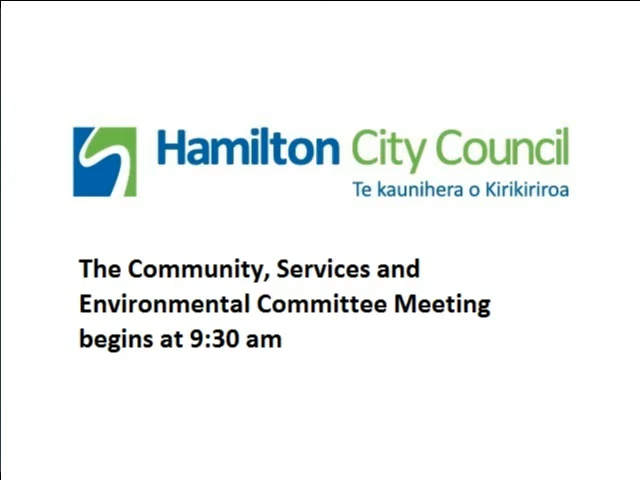 Hamilton City Council
Te kaunihera o Kirikiriroa
The Community, Services and
Environmental Committee Meeting
begins at 9:30 am